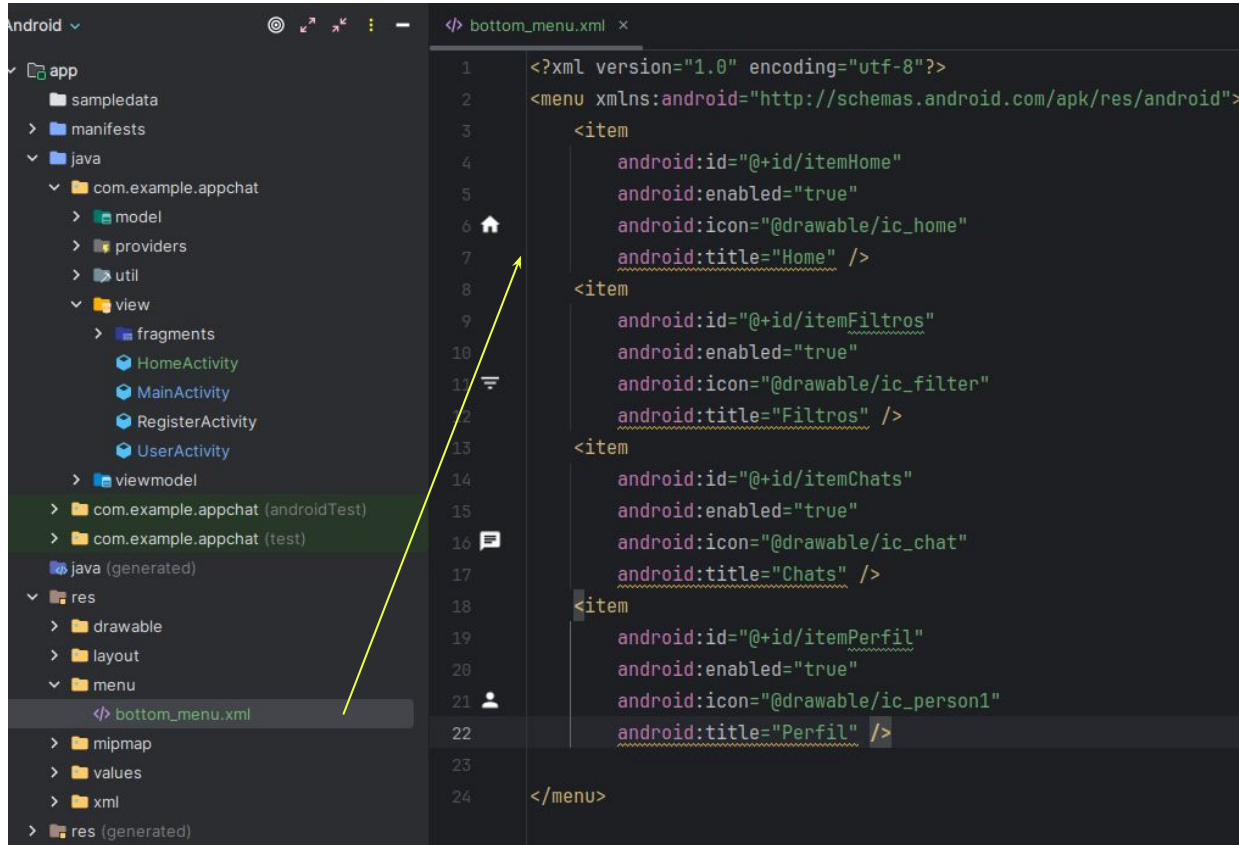 Android
app
sampledata
manifests
java
com.example.appchat
model
providers
util
view
fragments
HomeActivity
MainActivity
RegisterActivity
UserActivity
viewmodel
com.example.appchat (androidTest)
com.example.appchat (test)
java (generated)
res
drawable
layout
menu
bottom_menu.xml
mipmap
values
xml
res (generated)
bottom_menu.xml
1 <?xml version="1.0" encoding="utf-8"?>
2 <menu xmlns:android="http://schemas.android.com/apk/res/android">
3 <item
4 android:id="@+id/itemHome"
5 android:enabled="true"
6 android:icon="@drawable/ic_home"
7 android:title="Home" />
8 <item
9 android:id="@+id/itemFiltros"
10 android:enabled="true"
11 android:icon="@drawable/ic_filter"
12 android:title="Filtros" />
13 <item
14 android:id="@+id/itemChats"
15 android:enabled="true"
16 android:icon="@drawable/ic_chat"
17 android:title="Chats" />
18 <item
19 android:id="@+id/itemPerfil"
20 android:enabled="true"
21 android:icon="@drawable/ic_person1"
22 android:title="Perfil" />
23
24 </menu>